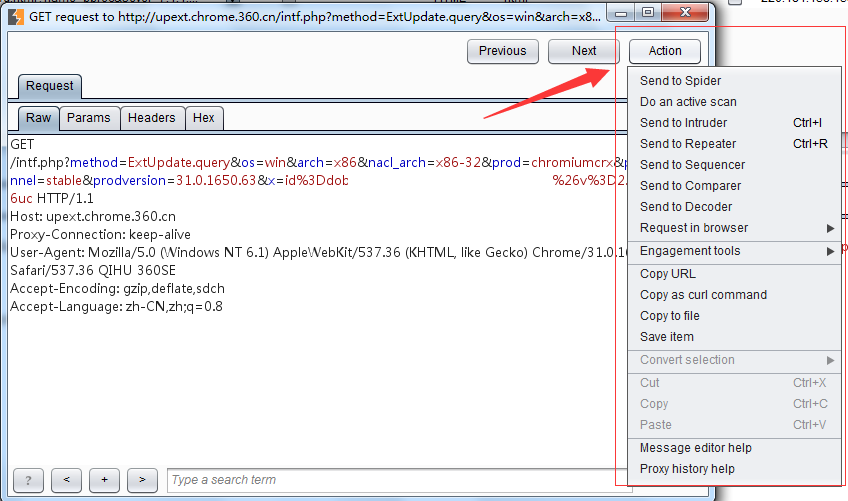 GET request to http://upext.chrome.360.cn/intf.php?method=ExtUpdate.query&os=win&arch=x8...
Previous
Next
Action
Request
Raw
Params
Headers
Hex
GET
/intf.php?method=ExtUpdate.query&os=win&arch=x86&nacl_arch=x86-32&prod=chromiumcrx&
nnel=stable&prodversion=31.0.1650.63&x=id%3Ddob %26v%3D2.
6uc HTTP/1.1
Host: upext.chrome.360.cn
Proxy-Connection: keep-alive
User-Agent: Mozilla/5.0 (Windows NT 6.1) AppleWebKit/537.36 (KHTML, like Gecko) Chrome/31.0.16
Safari/537.36 QIHU 360SE
Accept-Encoding: gzip,deflate,sdch
Accept-Language: zh-CN,zh;q=0.8
Send to Spider
Do an active scan
Send to Intruder Ctrl+I
Send to Repeater Ctrl+R
Send to Sequencer
Send to Comparer
Send to Decoder
Request in browser
Engagement tools
Copy URL
Copy as curl command
Copy to file
Save item
Convert selection
Cut Ctrl+X
Copy Ctrl+C
Paste Ctrl+V
Message editor help
Proxy history help
?
<
+
>
Type a search term